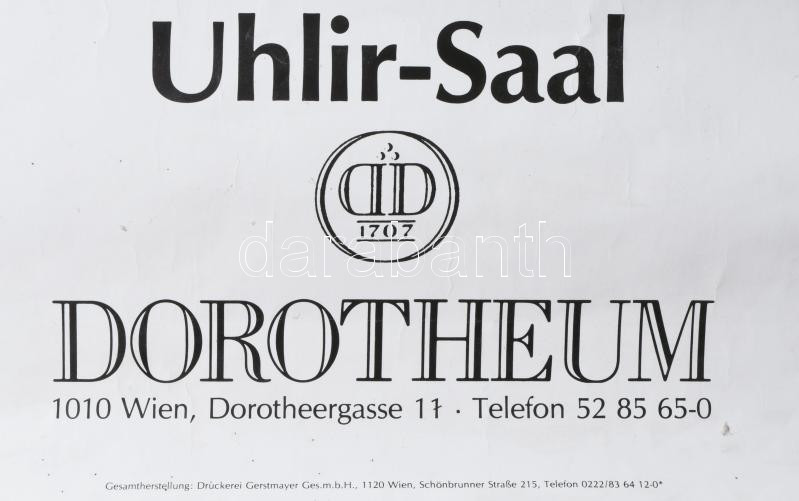 Uhlir-Saal
DD
1707
darabanth
DOROTHEUM
1010 Wien, Dorotheergasse 11 · Telefon 52 85 65-0
Gesamtherstellung: Druckerei Gerstmayer Ges.m.b.H., 1120 Wien, Schönbrunner Straße 215, Telefon 0222/83 64 12-0*